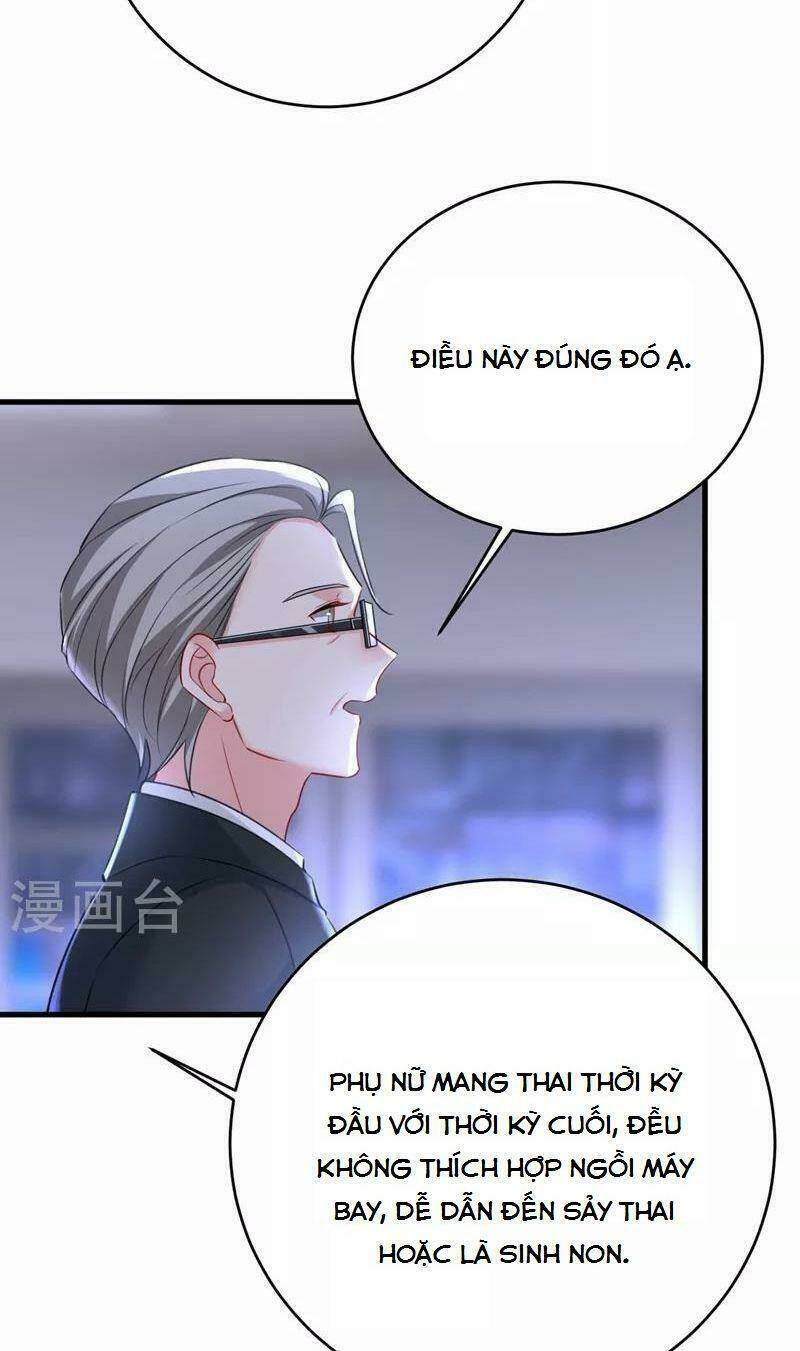 ĐIỀU NÀY ĐÚNG ĐÓ Ạ.
漫画台
PHỤ NỮ MANG THAI THỜI KỲ
ĐẦU VỚI THỜI KỲ CUỐI, ĐỀU
KHÔNG THÍCH HỢP NGỒI MÁY
BAY, DỄ DẪN ĐẾN SẢY THAI
HOẶC LÀ SINH NON.